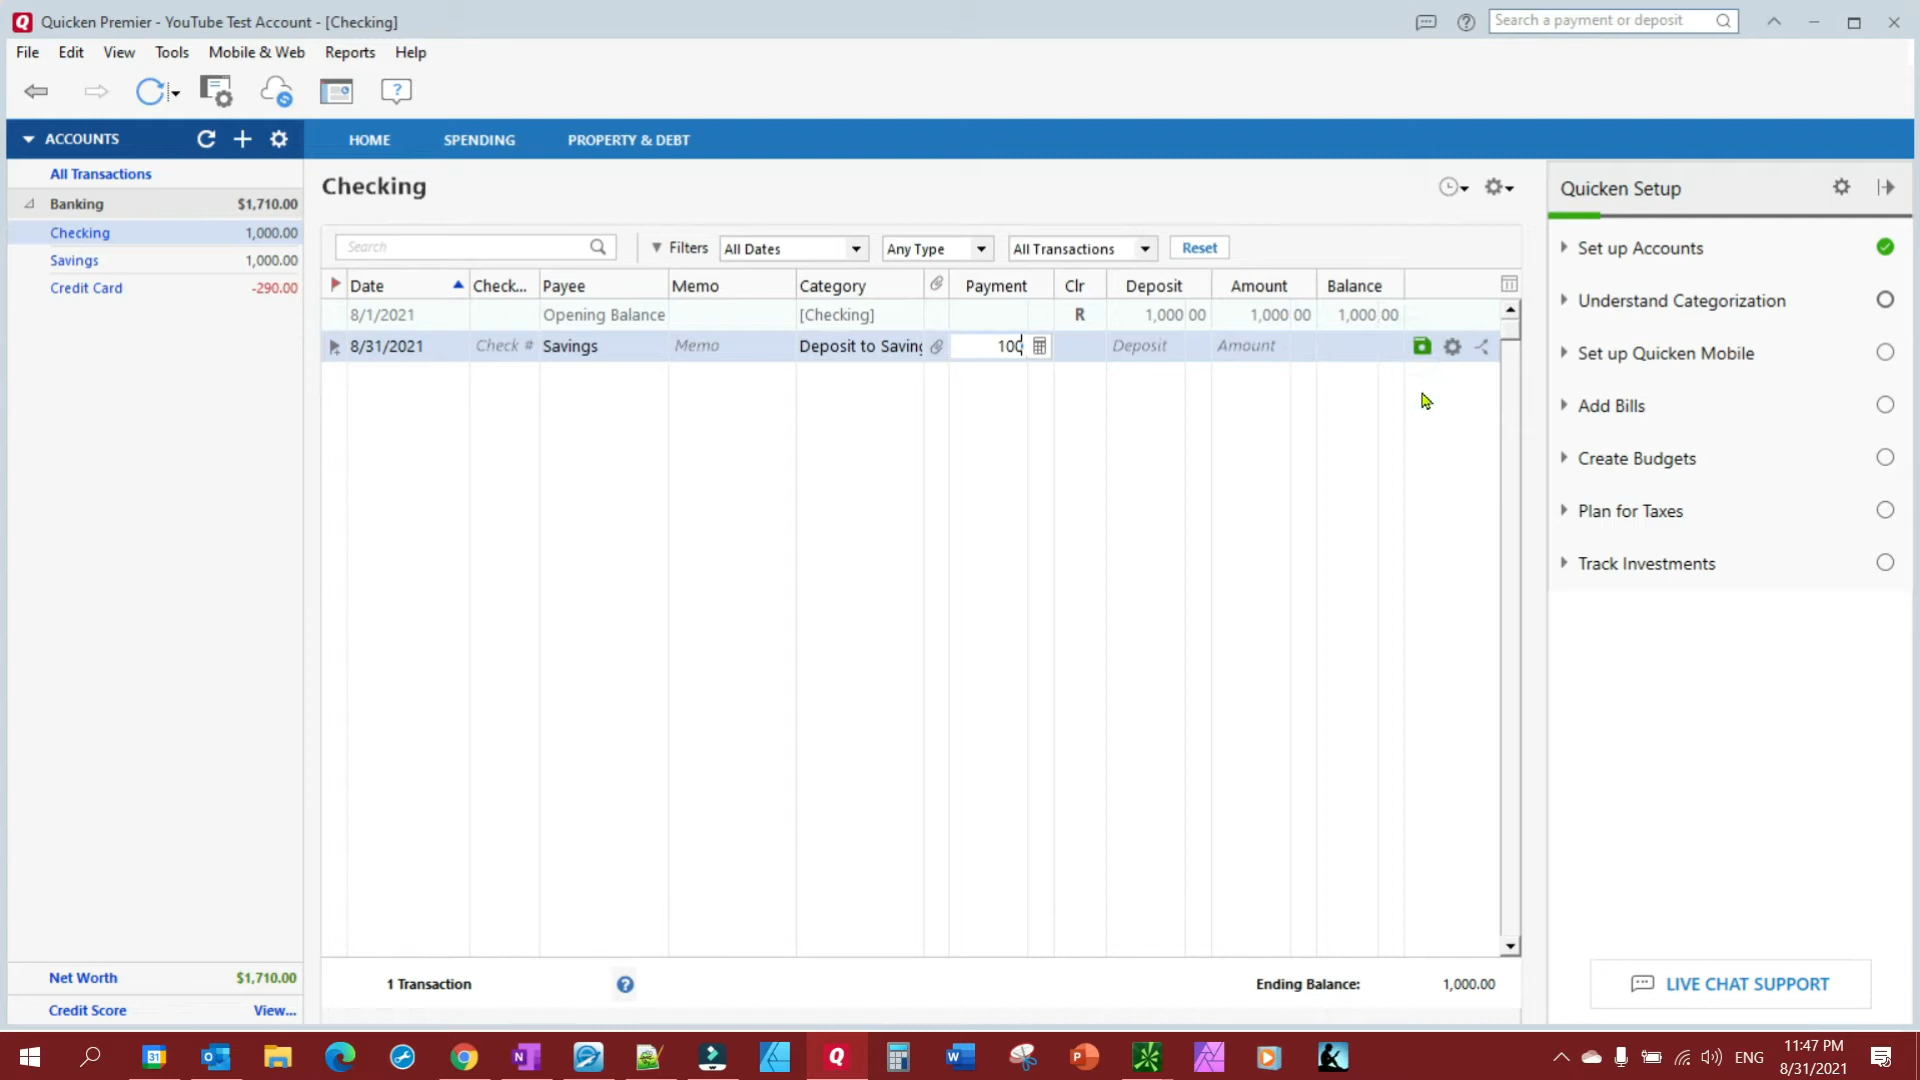 Quicken Premier - YouTube Test Account - [Checking]
Search a payment or deposit
File Edit View Tools Mobile & Web Reports Help
ACCOUNTS
HOME SPENDING PROPERTY & DEBT
All Transactions
Banking $1,710.00
Checking 1,000.00
Savings 1,000.00
Credit Card -290.00
Checking
Search
Filters All Dates Any Type All Transactions Reset
Date Check... Payee Memo Category Payment Clr Deposit Amount Balance
8/1/2021 Opening Balance [Checking] R 1,000 00 1,000 00 1,000 00
8/31/2021 Check # Savings Memo Deposit to Saving 100 Deposit Amount
Quicken Setup
Set up Accounts
Understand Categorization
Set up Quicken Mobile
Add Bills
Create Budgets
Plan for Taxes
Track Investments
LIVE CHAT SUPPORT
Net Worth $1,710.00
Credit Score View...
1 Transaction
Ending Balance: 1,000.00
ENG
11:47 PM
8/31/2021